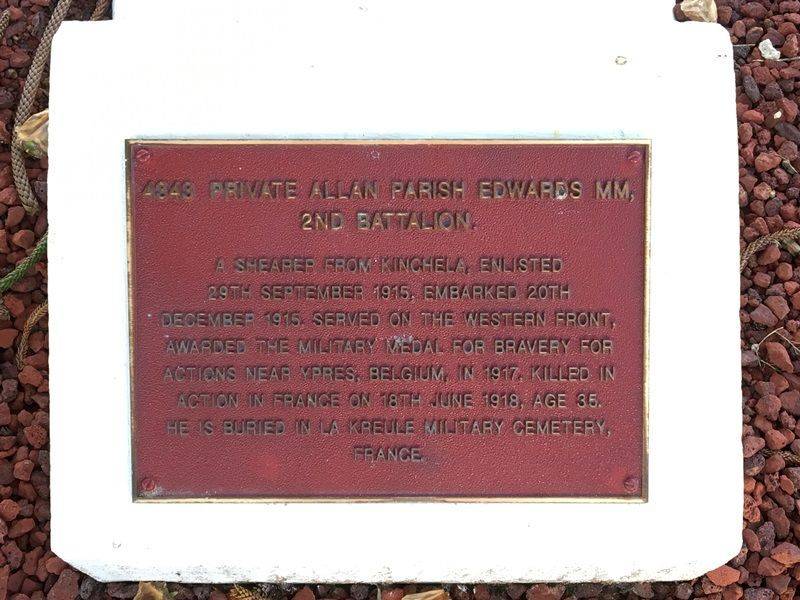 4843 PRIVATE ALLAN PARISH EDWARDS MM,
2ND BATTALION.
A SHEARER FROM KINCHELA, ENLISTED
29TH SEPTEMBER 1915, EMBARKED 20TH
DECEMBER 1915. SERVED ON THE WESTERN FRONT,
AWARDED THE MILITARY MEDAL FOR BRAVERY FOR
ACTIONS NEAR YPRES, BELGIUM, IN 1917. KILLED IN
ACTION IN FRANCE ON 18TH JUNE 1918, AGE 35.
HE IS BURIED IN LA KREULE MILITARY CEMETERY,
FRANCE.